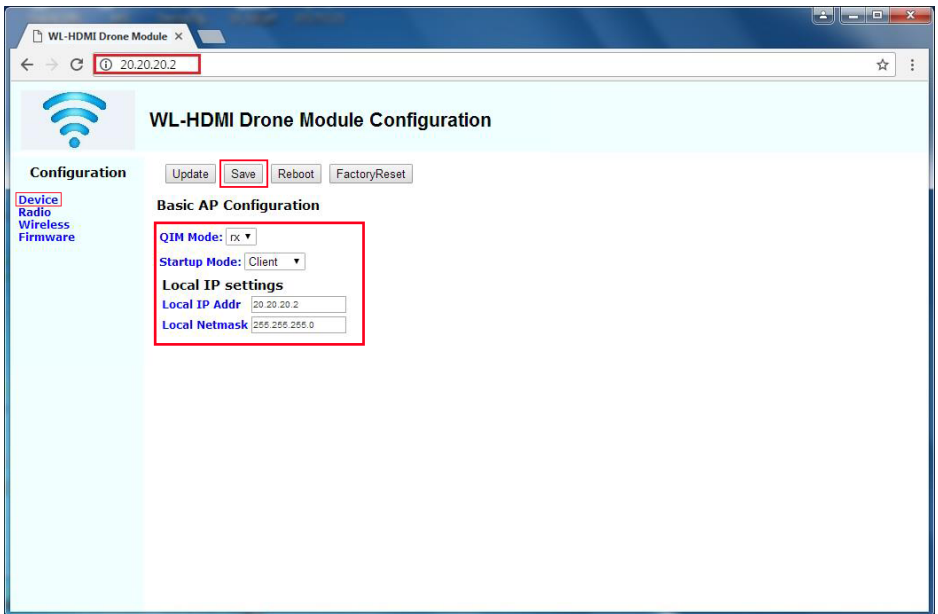 WL-HDMI Drone Module
20.20.20.2
WL-HDMI Drone Module Configuration
Configuration
Device
Radio
Wireless
Firmware
Update Save Reboot FactoryReset
Basic AP Configuration
QIM Mode: rx
Startup Mode: Client
Local IP settings
Local IP Addr 20.20.20.2
Local Netmask 255.255.255.0